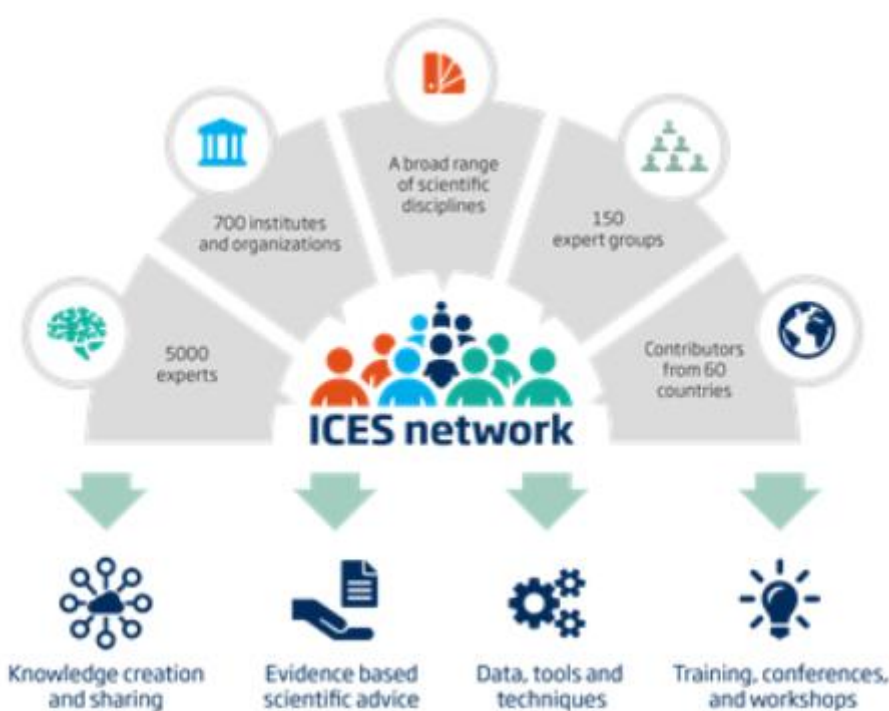 A broad range
of scientific
disciplines
700 institutes
and organizations
150
expert groups
5000
experts
Contributors
from 60
countries
ICES network
Knowledge creation
and sharing
Evidence based
scientific advice
Data, tools and
techniques
Training, conferences,
and workshops